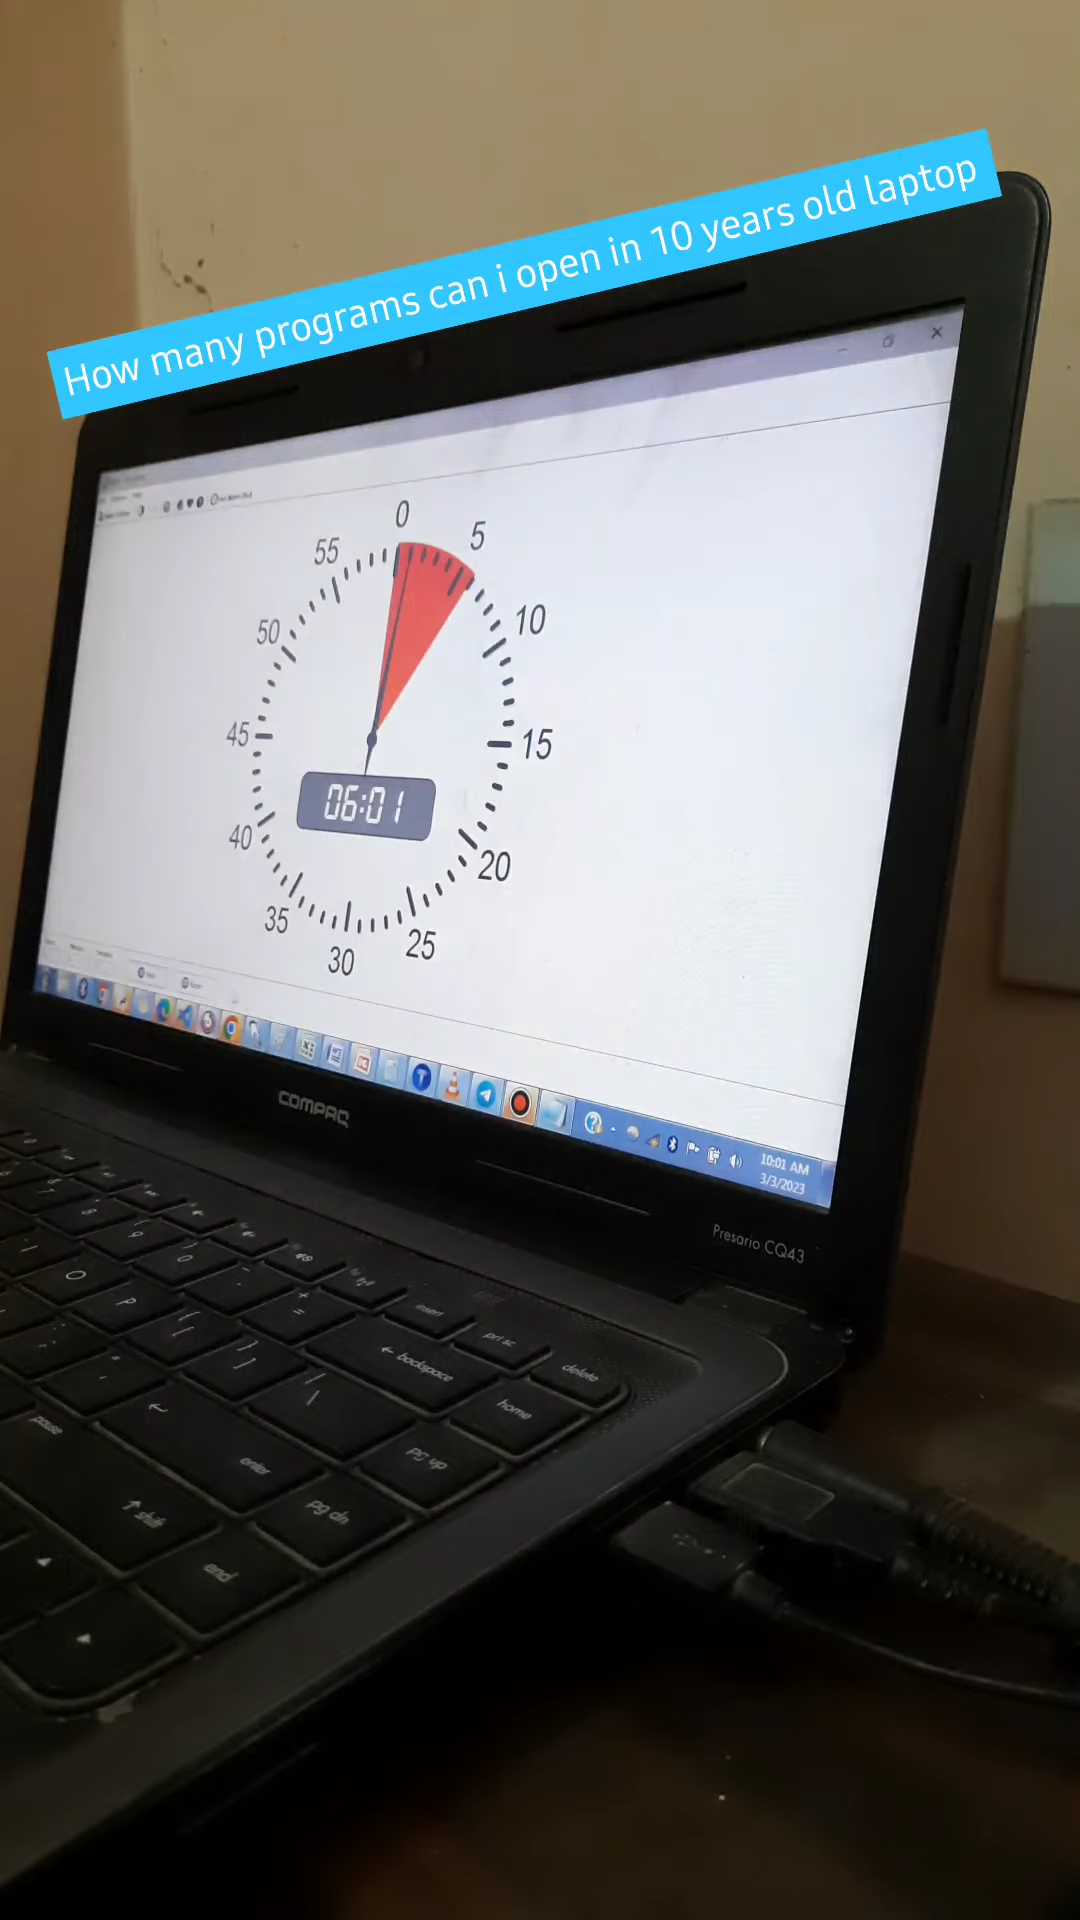 How many programs can i open in 10 years old laptop
0
5
10
15
20
25
30
35
40
45
50
55
06:01
10:01 AM
3/3/2023
COMPAQ
Presario CQ43
insert
prt sc
delete
← backspace
home
pause
enter
pg up
↑ shift
pg dn
end